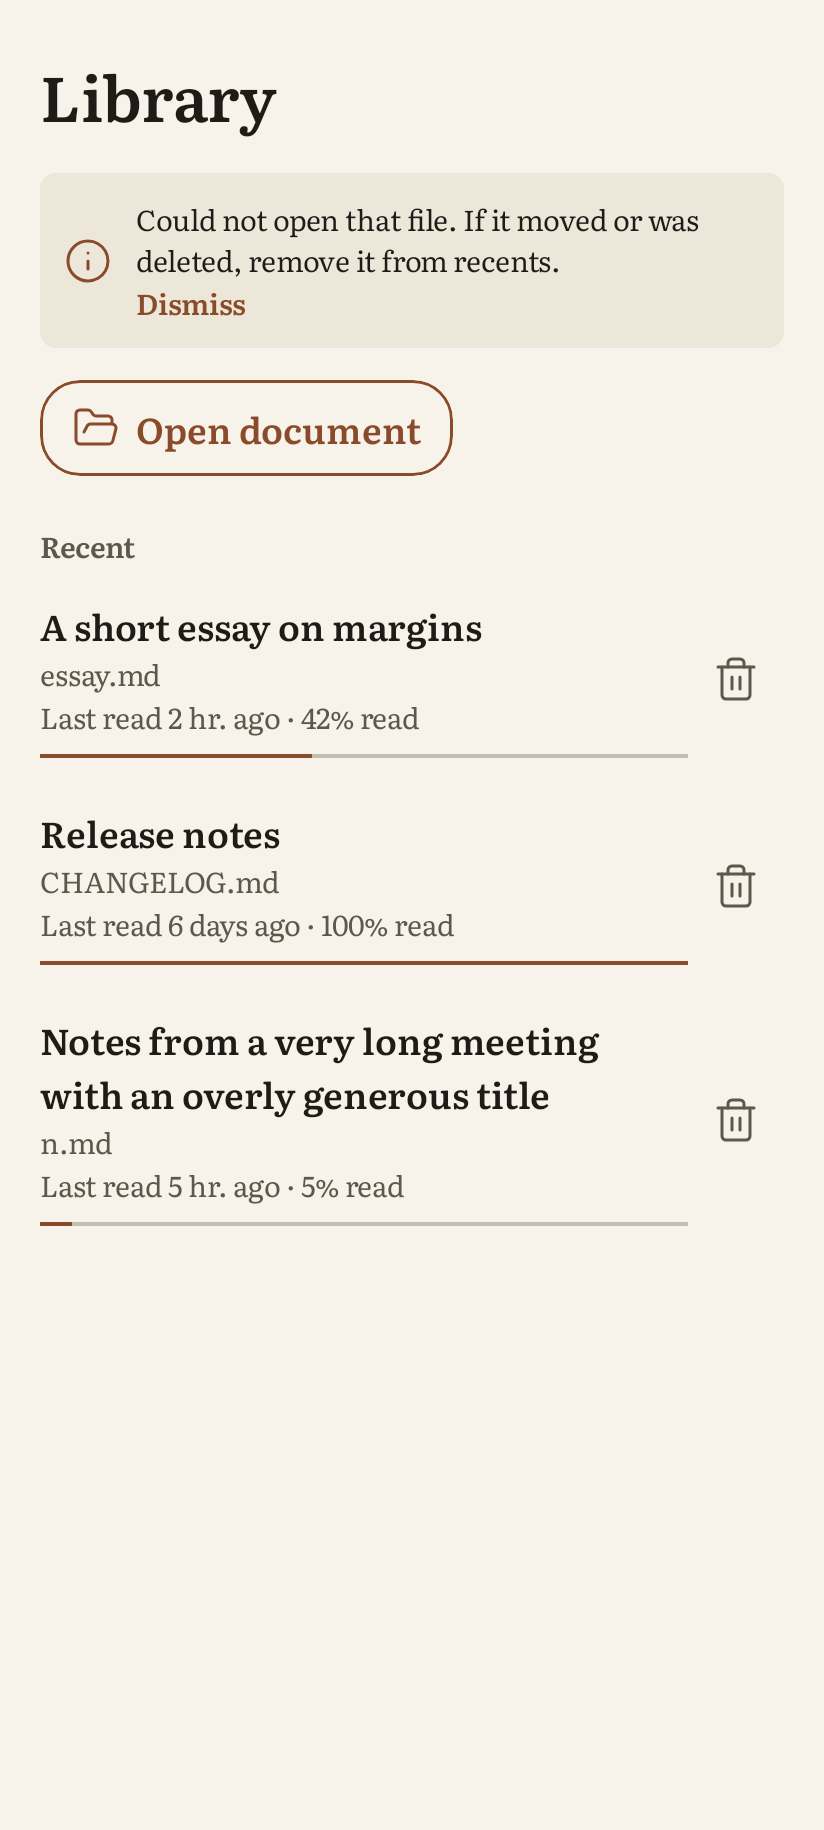 Library
Could not open that file. If it moved or was
deleted, remove it from recents.
Dismiss
Open document
Recent
A short essay on margins
essay.md
Last read 2 hr. ago · 42% read
Release notes
CHANGELOG.md
Last read 6 days ago · 100% read
Notes from a very long meeting
with an overly generous title
n.md
Last read 5 hr. ago · 5% read